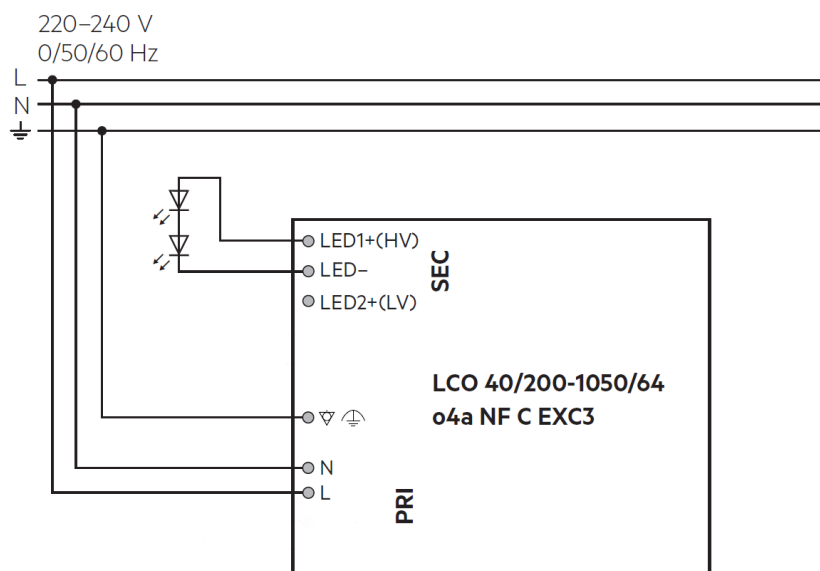 220–240 V
0/50/60 Hz
L
N
LED1+(HV)
LED–
LED2+(LV)
SEC
LCO 40/200-1050/64
o4a NF C EXC3
N
L
PRI